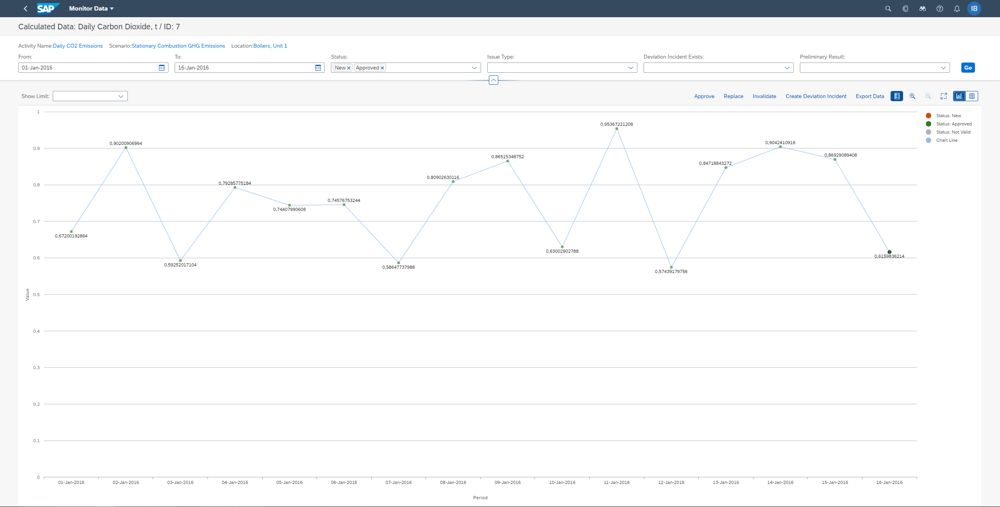 SAP Monitor Data IB
Calculated Data: Daily Carbon Dioxide, t / ID: 7
Activity Name:Daily CO2 Emissions Scenario:Stationary Combustion GHG Emissions Location:Boilers, Unit 1
From: To: Status: Issue Type: Deviation Incident Exists: Preliminary Result:
01-Jan-2016 16-Jan-2016 New Approved Go
Show Limit: Approve Replace Invalidate Create Deviation Incident Export Data
Status: New
Status: Approved
Status: Not Valid
Chart Line
Value
1
0.9
0.8
0.7
0.6
0.5
0.4
0.3
0.2
0.1
0
0,67200192864
0,90200906964
0,59252017104
0,79285775184
0,74407990608
0,74576753244
0,58647737988
0,80902630116
0,86515348752
0,63002902788
0,95367221208
0,57439179756
0,84718843272
0,9042410916
0,86929089408
0,6159836214
01-Jan-2016 02-Jan-2016 03-Jan-2016 04-Jan-2016 05-Jan-2016 06-Jan-2016 07-Jan-2016 08-Jan-2016 09-Jan-2016 10-Jan-2016 11-Jan-2016 12-Jan-2016 13-Jan-2016 14-Jan-2016 15-Jan-2016 16-Jan-2016
Period